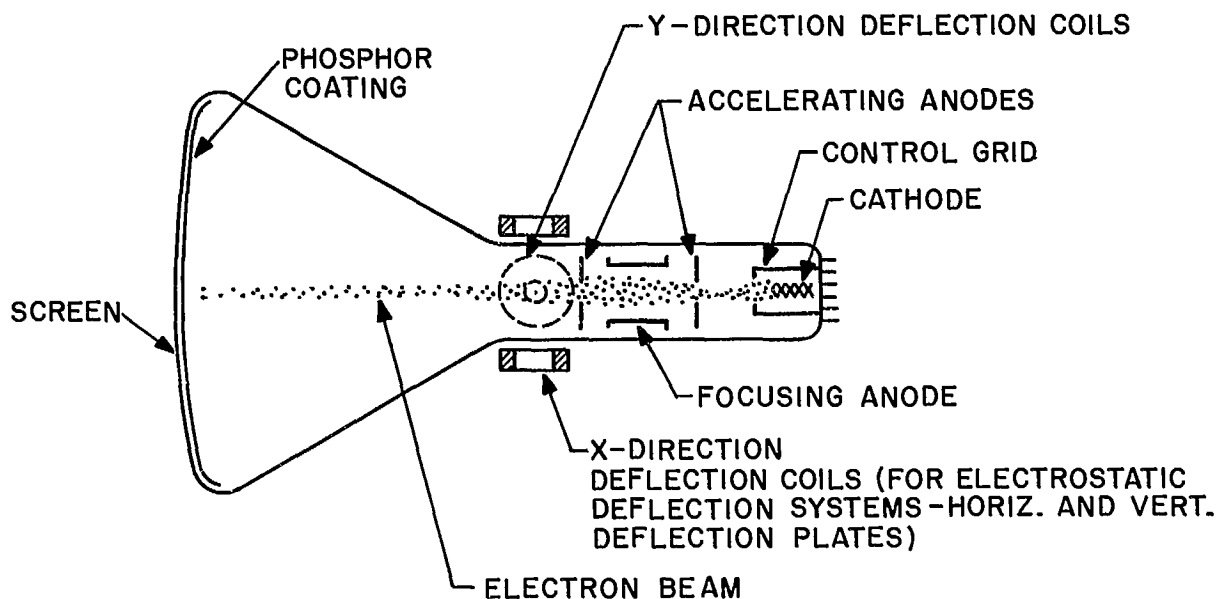 Y-DIRECTION DEFLECTION COILS
PHOSPHOR
COATING
ACCELERATING ANODES
CONTROL GRID
CATHODE
SCREEN
FOCUSING ANODE
X-DIRECTION
DEFLECTION COILS (FOR ELECTROSTATIC
DEFLECTION SYSTEMS-HORIZ. AND VERT.
DEFLECTION PLATES)
ELECTRON BEAM